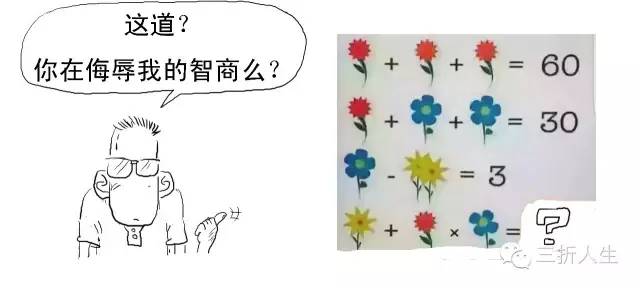 这道?
你在侮辱我的智商么?
+ + = 60
+ + = 30
- = 3
+ × = ?
三折人生